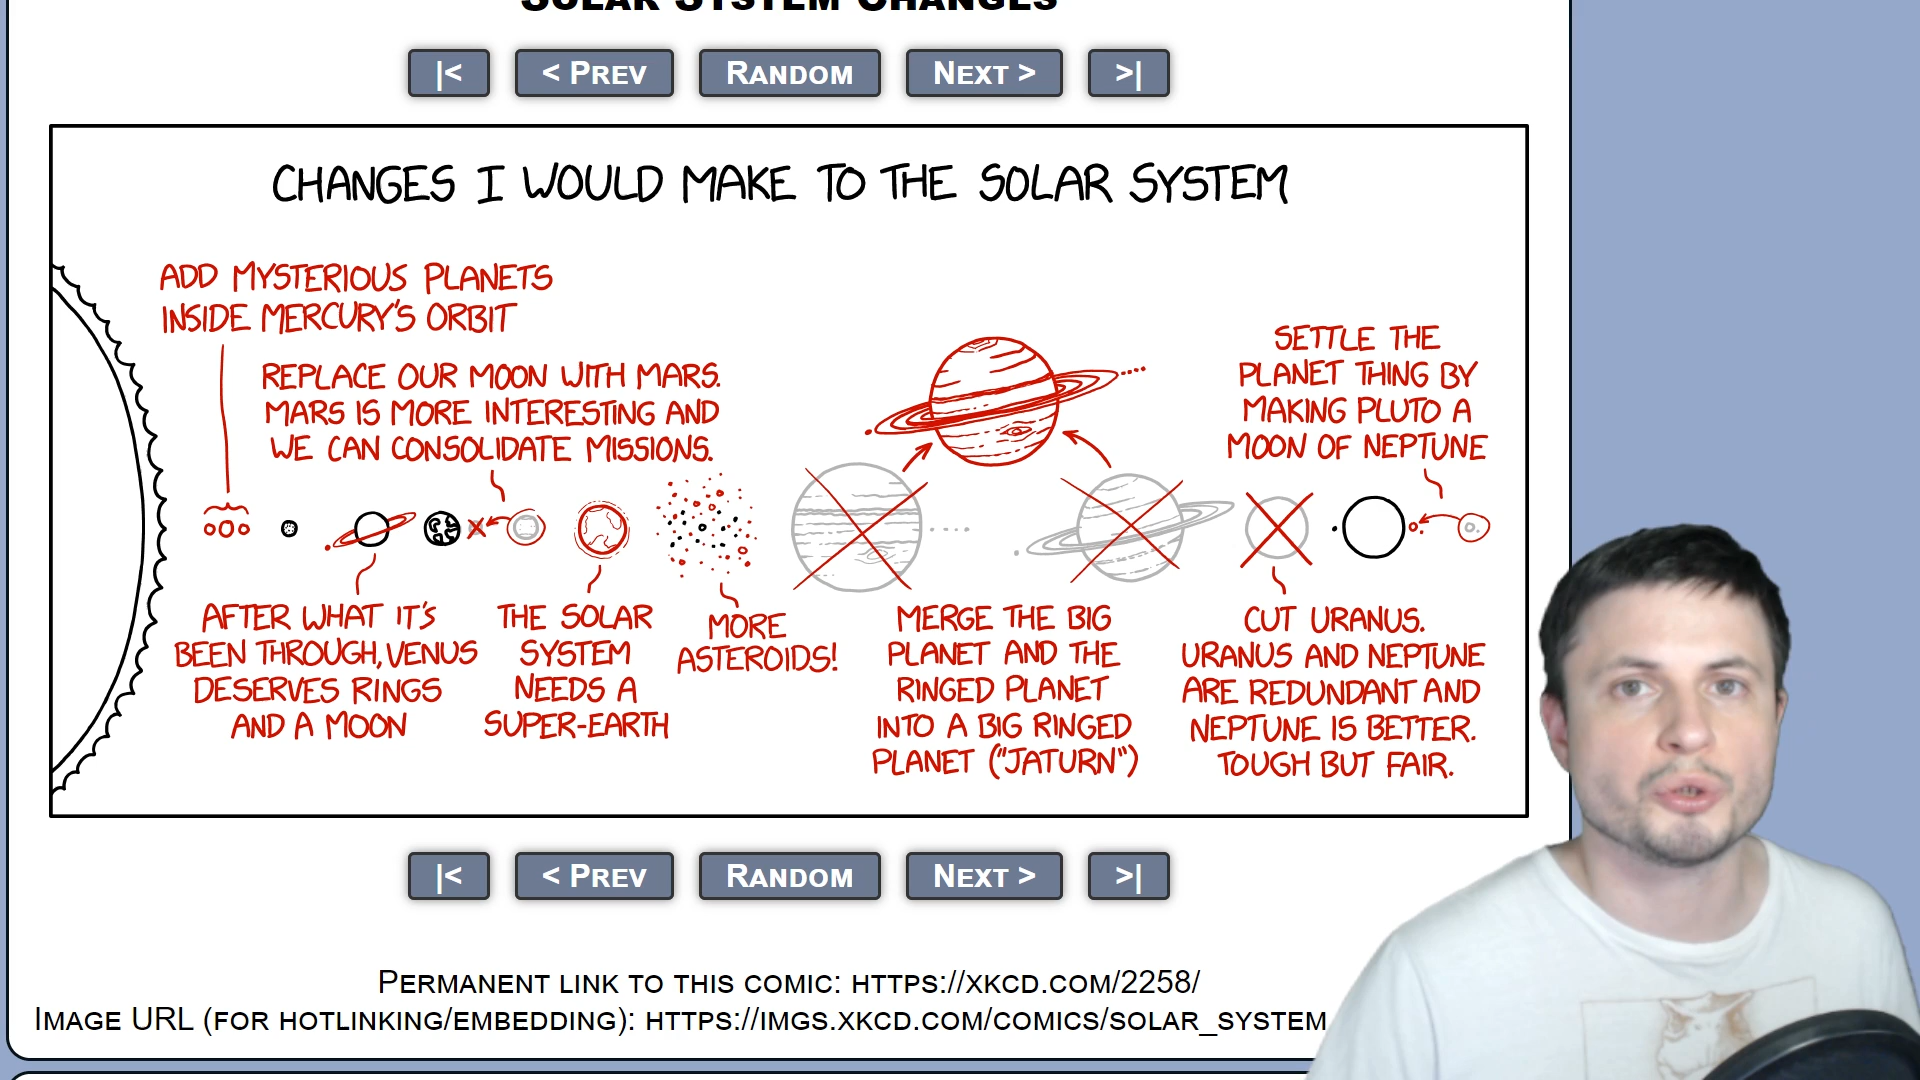 SOLAR SYSTEM CHANGES
|<
< PREV
RANDOM
NEXT >
>|
CHANGES I WOULD MAKE TO THE SOLAR SYSTEM
ADD MYSTERIOUS PLANETS
INSIDE MERCURY'S ORBIT
REPLACE OUR MOON WITH MARS.
MARS IS MORE INTERESTING AND
WE CAN CONSOLIDATE MISSIONS.
SETTLE THE
PLANET THING BY
MAKING PLUTO A
MOON OF NEPTUNE
AFTER WHAT IT'S
BEEN THROUGH, VENUS
DESERVES RINGS
AND A MOON
THE SOLAR
SYSTEM
NEEDS A
SUPER-EARTH
MORE
ASTEROIDS!
MERGE THE BIG
PLANET AND THE
RINGED PLANET
INTO A BIG RINGED
PLANET ("JATURN")
CUT URANUS.
URANUS AND NEPTUNE
ARE REDUNDANT AND
NEPTUNE IS BETTER.
TOUGH BUT FAIR.
|<
< PREV
RANDOM
NEXT >
>|
PERMANENT LINK TO THIS COMIC: HTTPS://XKCD.COM/2258/
IMAGE URL (FOR HOTLINKING/EMBEDDING): HTTPS://IMGS.XKCD.COM/COMICS/SOLAR_SYSTEM